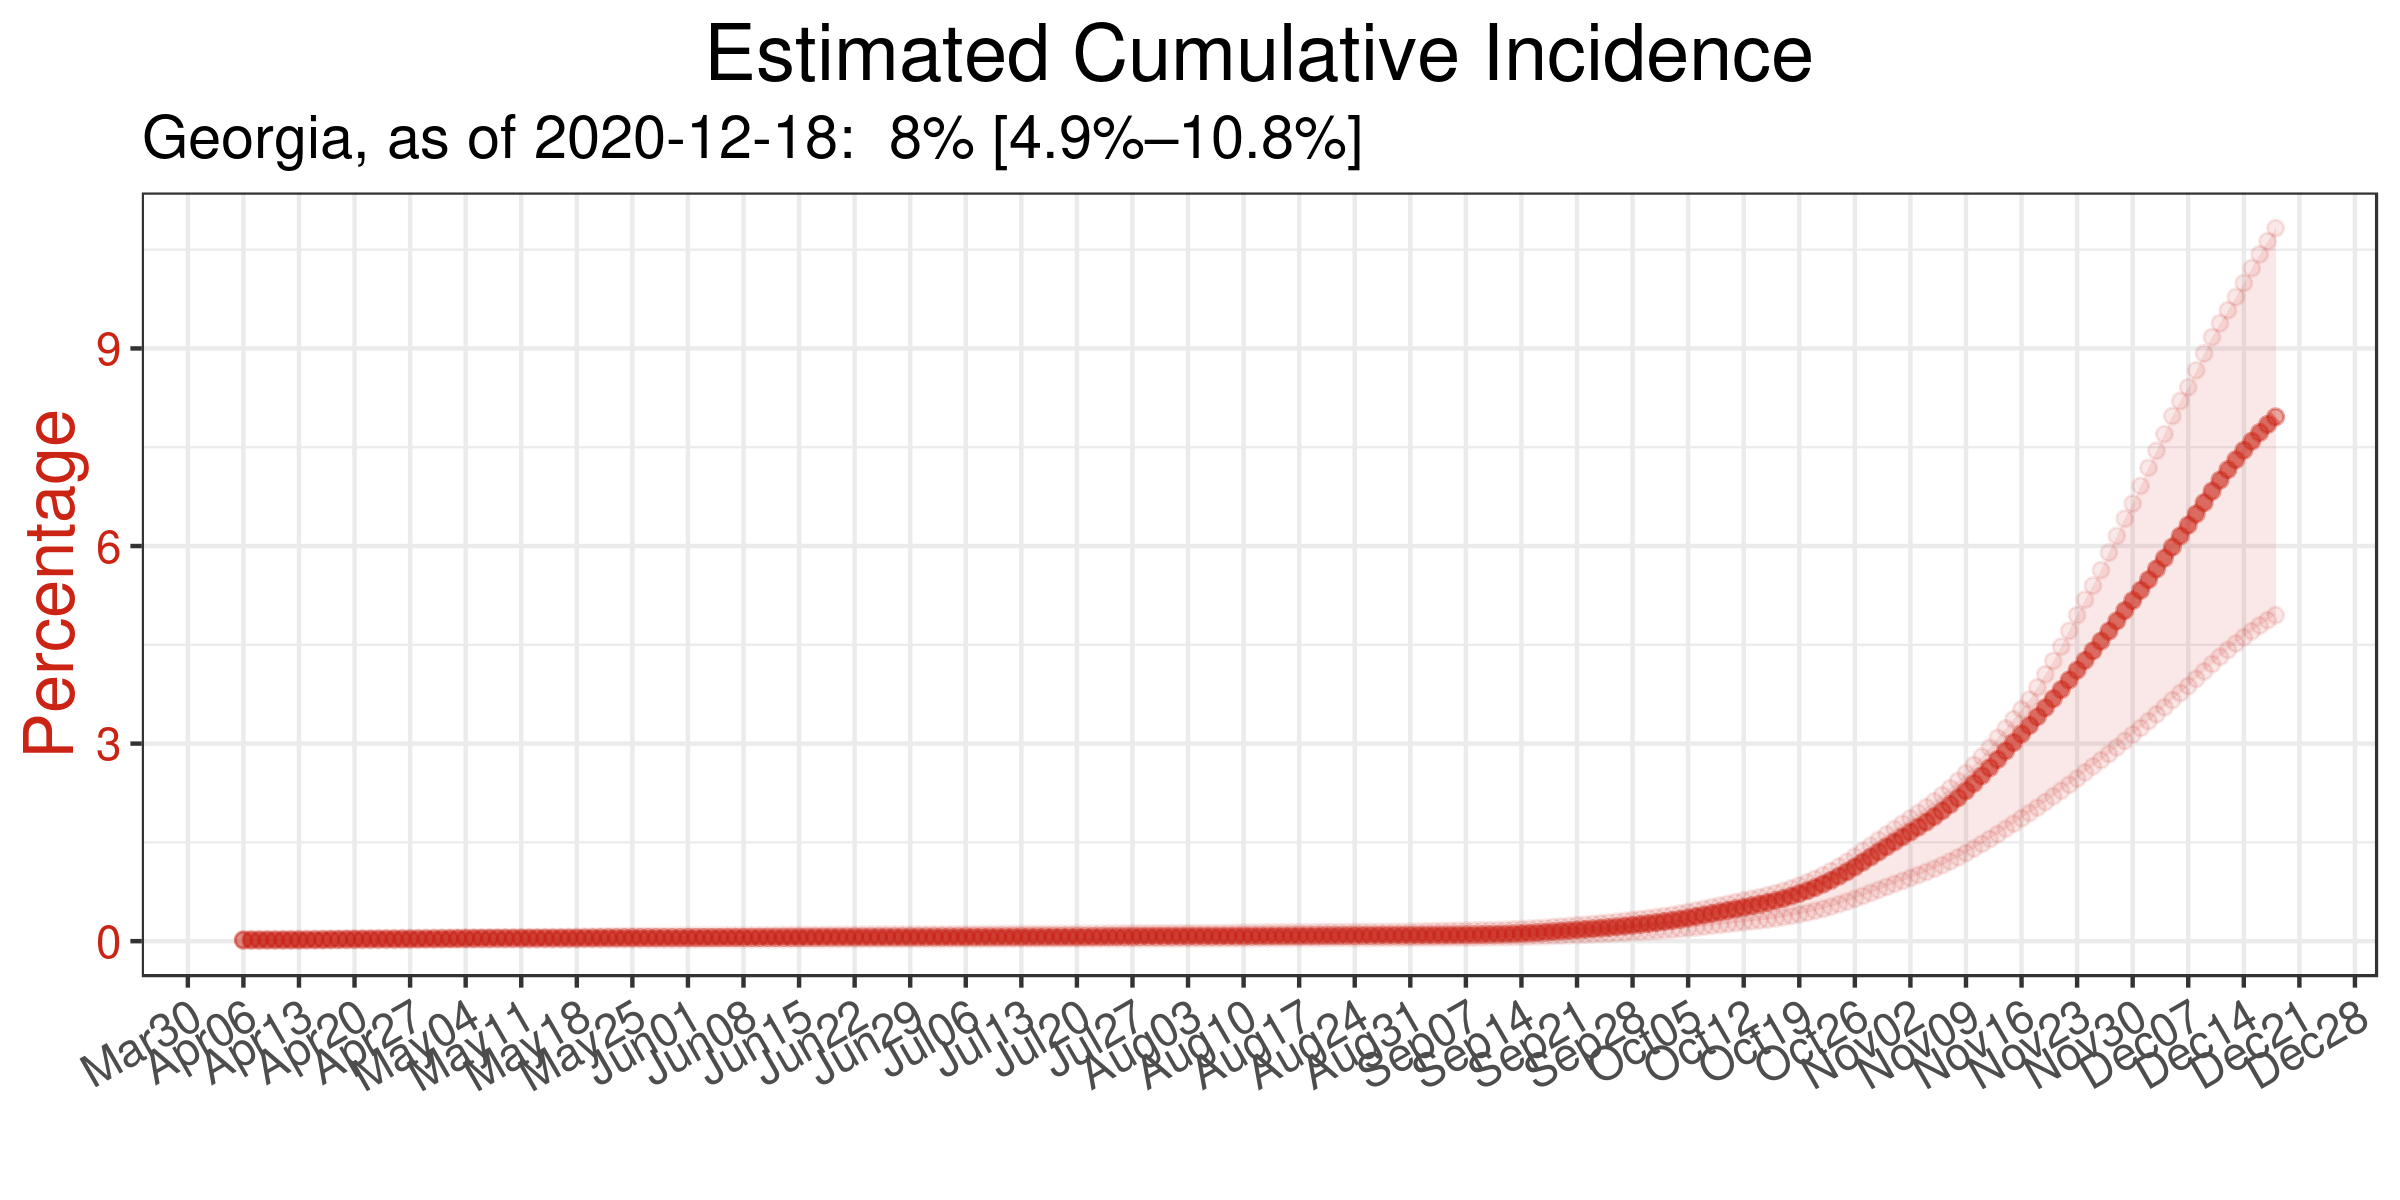 Estimated Cumulative Incidence
Georgia, as of 2020-12-18:  8% [4.9%–10.8%]
Percentage
9
6
3
0
Mar30 Apr06 Apr13 Apr20 Apr27 May04 May11 May18 May25 Jun01 Jun08 Jun15 Jun22 Jun29 Jul06 Jul13 Jul20 Jul27 Aug03 Aug10 Aug17 Aug24 Aug31 Sep07 Sep14 Sep21 Sep28 Oct05 Oct12 Oct19 Oct26 Nov02 Nov09 Nov16 Nov23 Nov30 Dec07 Dec14 Dec21 Dec28